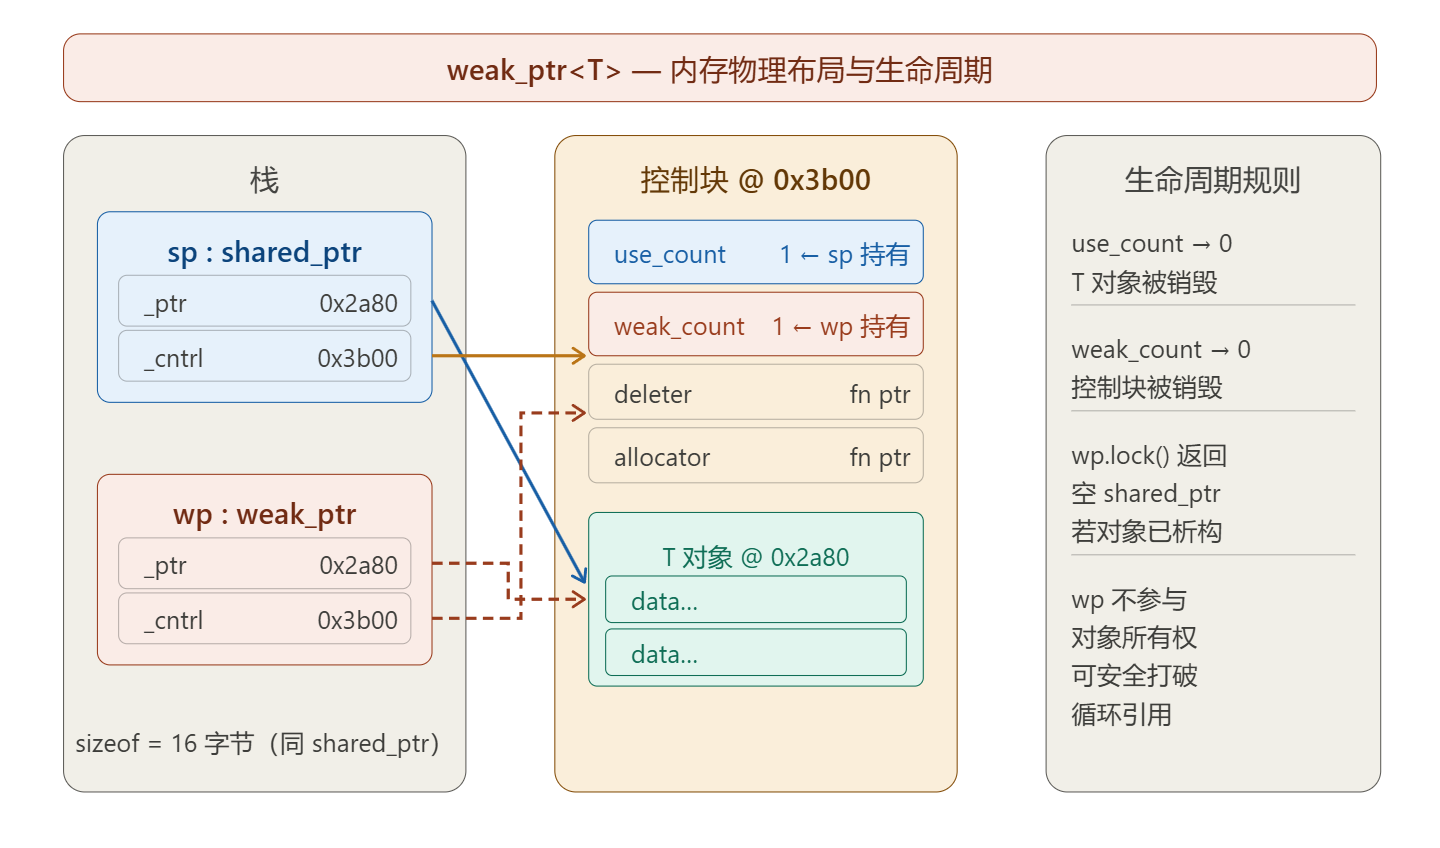 weak_ptr<T> — 内存物理布局与生命周期
栈
sp : shared_ptr
_ptr 0x2a80
_cntrl 0x3b00
wp : weak_ptr
_ptr 0x2a80
_cntrl 0x3b00
sizeof = 16 字节（同 shared_ptr）
控制块 @ 0x3b00
use_count 1 ← sp 持有
weak_count 1 ← wp 持有
deleter fn ptr
allocator fn ptr
T 对象 @ 0x2a80
data...
data...
生命周期规则
use_count → 0
T 对象被销毁
weak_count → 0
控制块被销毁
wp.lock() 返回
空 shared_ptr
若对象已析构
wp 不参与
对象所有权
可安全打破
循环引用